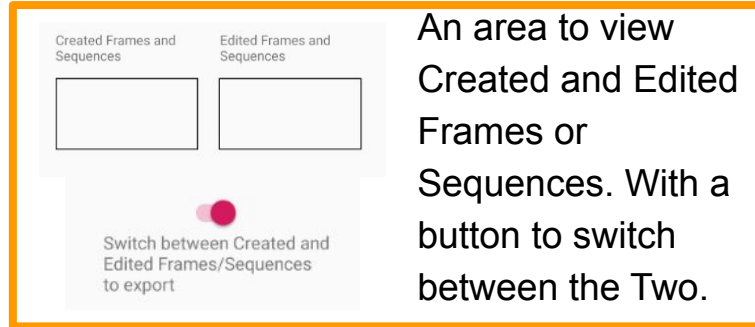 Created Frames and
Sequences
Edited Frames and
Sequences
Switch between Created and
Edited Frames/Sequences
to export
An area to view
Created and Edited
Frames or
Sequences. With a
button to switch
between the Two.